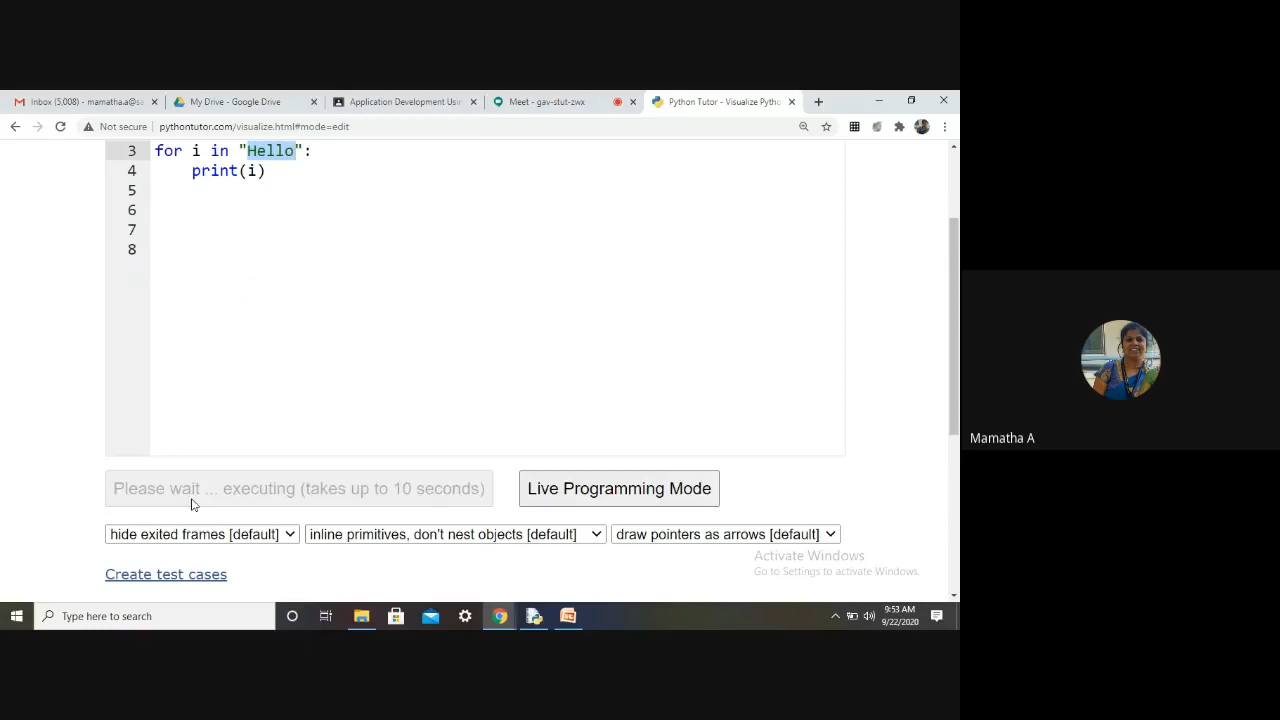 Inbox (5,008) - mamatha.a@sa
My Drive - Google Drive
Application Development Usin
Meet - gav-stut-zwx
Python Tutor - Visualize Pytho
Not secure
pythontutor.com/visualize.html#mode=edit
3 for i in "Hello":
4 print(i)
5
6
7
8
Please wait ... executing (takes up to 10 seconds)
Live Programming Mode
hide exited frames [default]
inline primitives, don't nest objects [default]
draw pointers as arrows [default]
Activate Windows
Go to Settings to activate Windows.
Create test cases
Mamatha A
Type here to search
9:53 AM
9/22/2020